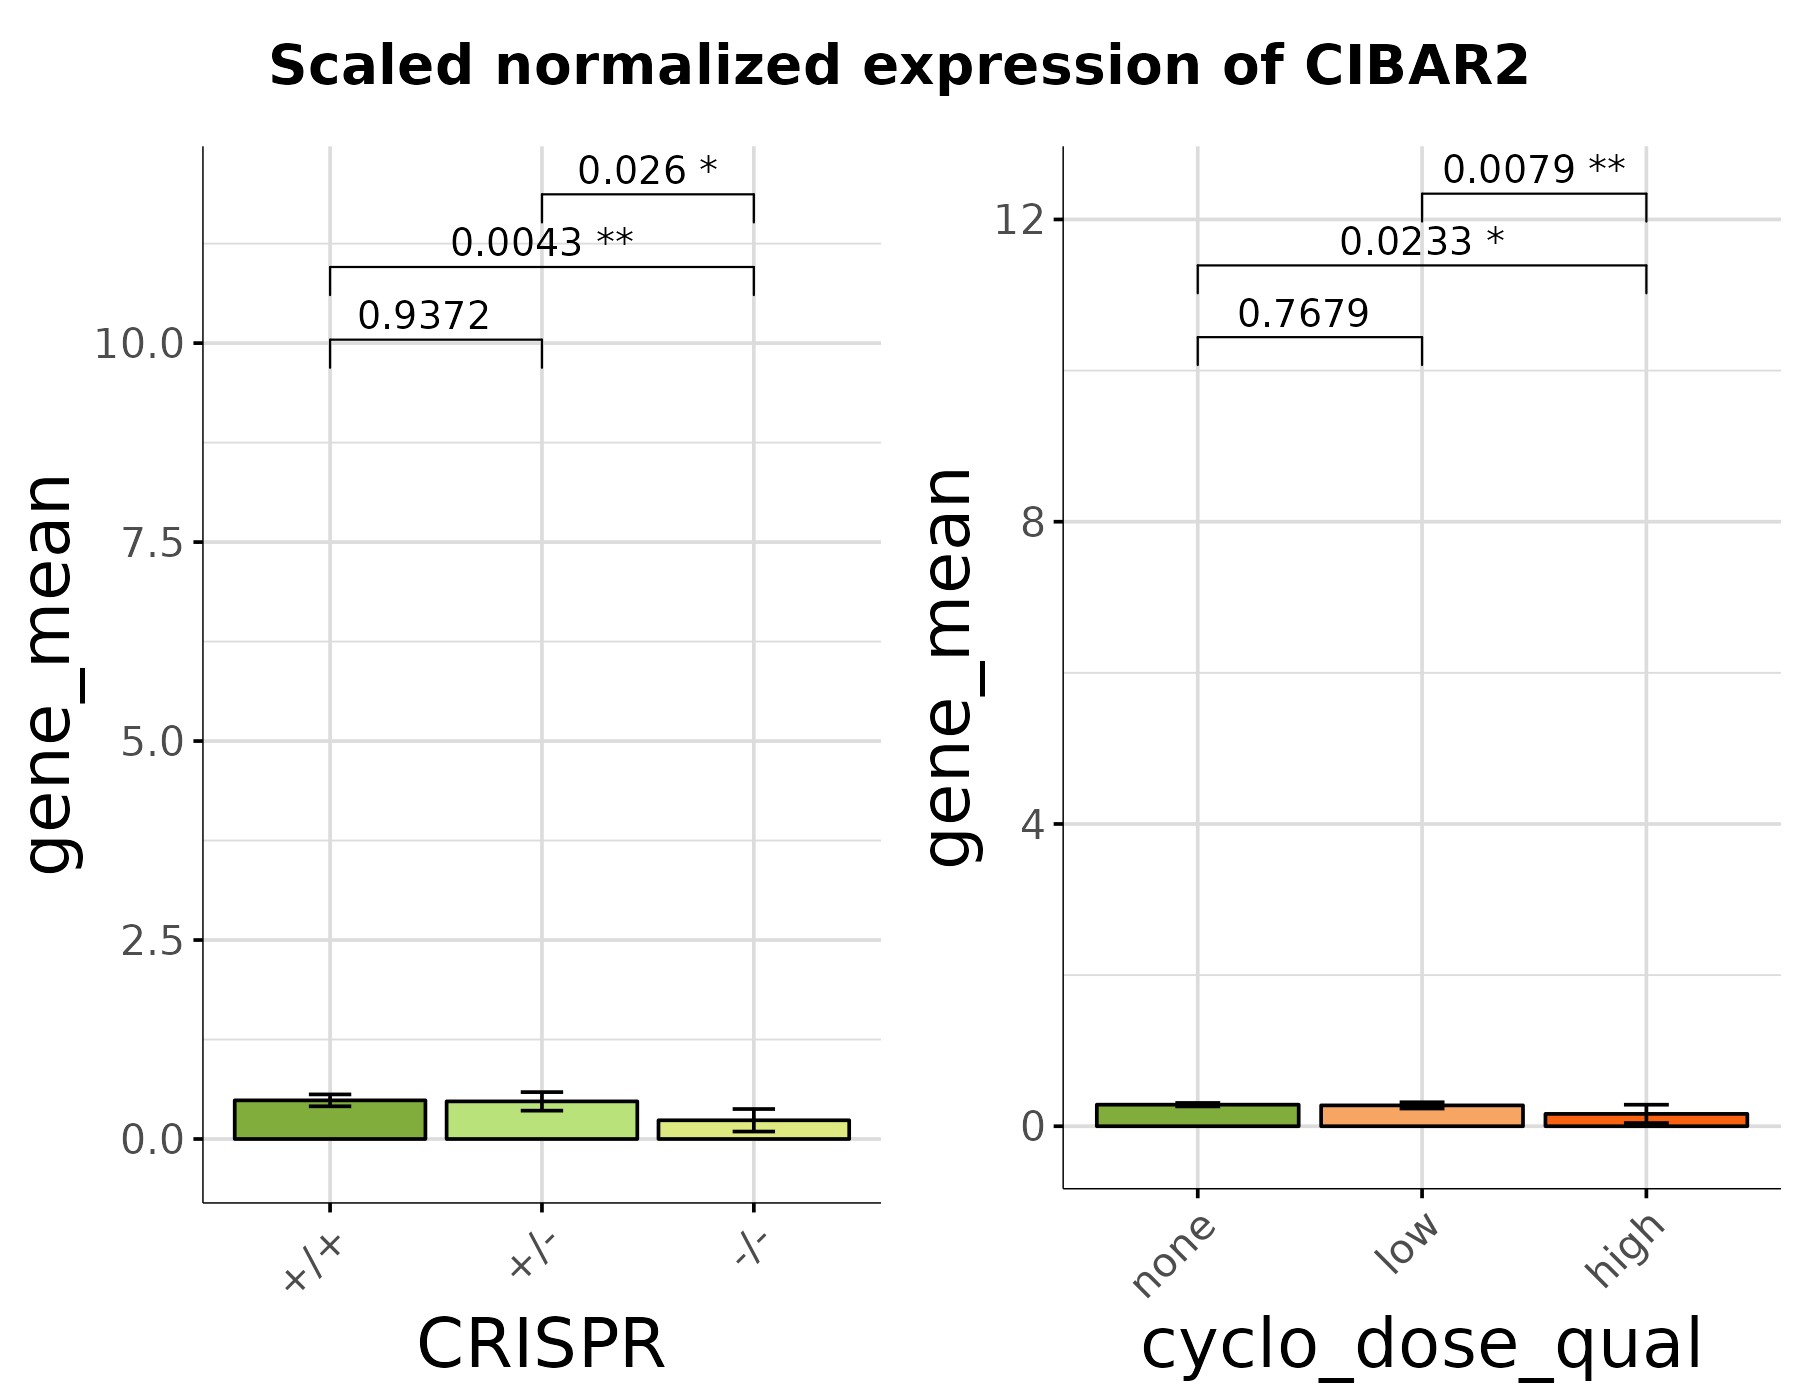 Scaled normalized expression of CIBAR2
gene_mean
10.0
7.5
5.0
2.5
0.0
0.026 *
0.0043 **
0.9372
+/+
+/-
-/-
CRISPR
gene_mean
12
8
4
0
0.0079 **
0.0233 *
0.7679
none
low
high
cyclo_dose_qual